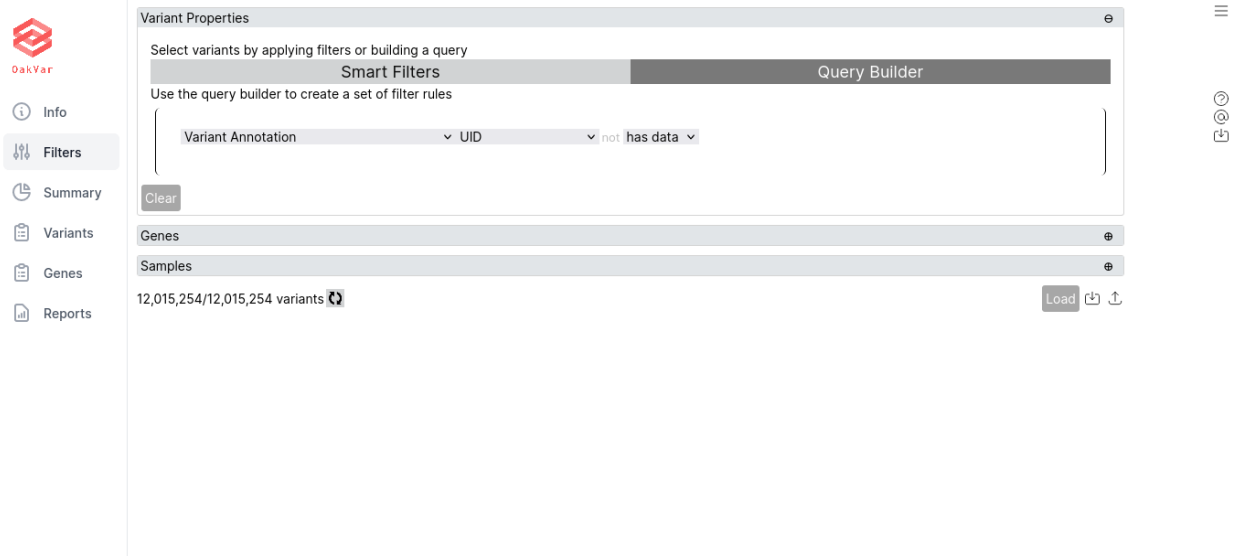 Variant Properties
Select variants by applying filters or building a query
Smart Filters Query Builder
Use the query builder to create a set of filter rules
Variant Annotation UID not has data
Clear
Genes
Samples
12,015,254/12,015,254 variants Load
OakVar
Info
Filters
Summary
Variants
Genes
Reports